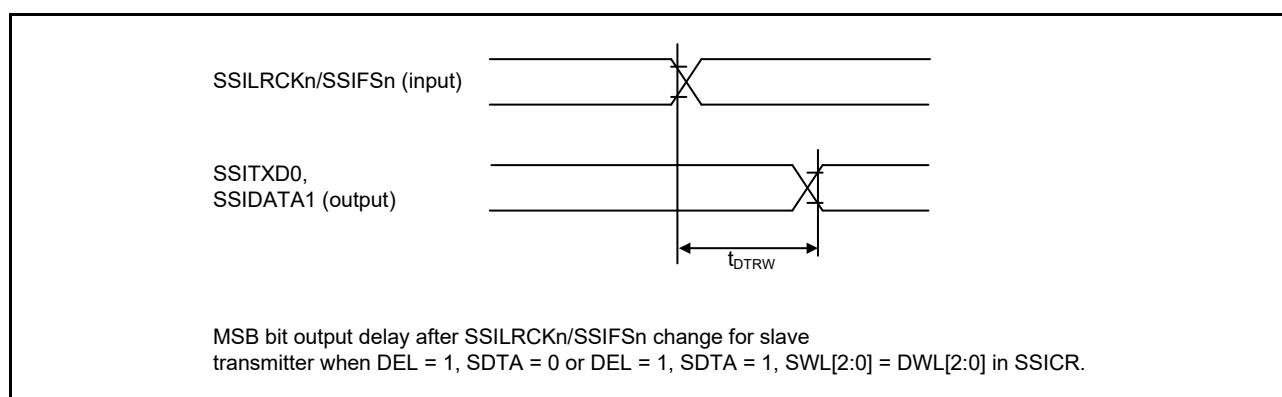 SSILRCKn/SSIFSn (input)
SSITXD0,
SSIDATA1 (output)
tDTRW
MSB bit output delay after SSILRCKn/SSIFSn change for slave
transmitter when DEL = 1, SDTA = 0 or DEL = 1, SDTA = 1, SWL[2:0] = DWL[2:0] in SSICR.